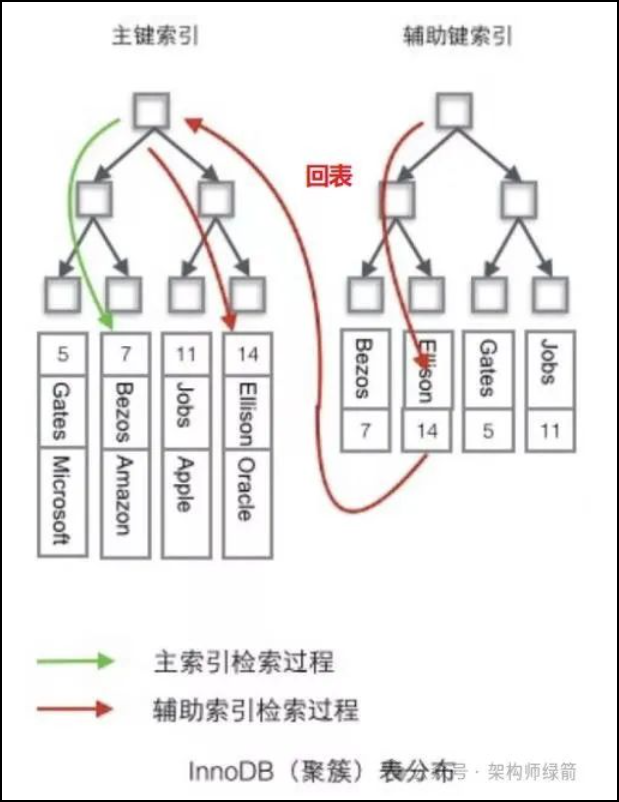 主键索引
辅助键索引
回表
5
7
11
14
Gates
Bezos
Jobs
Ellison
Microsoft
Amazon
Apple
Oracle
Bezos
Ellison
Gates
Jobs
7
14
5
11
主索引检索过程
辅助索引检索过程
InnoDB（聚簇）表分布
号 · 架构师绿箭